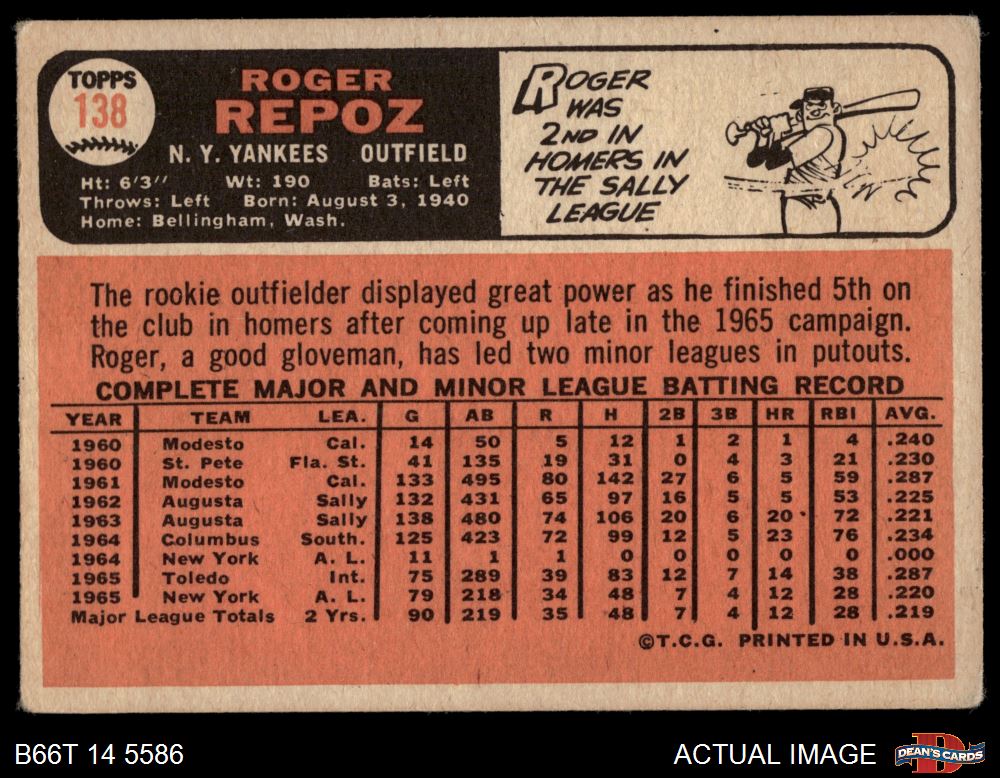 TOPPS
138
ROGER
REPOZ
N. Y. YANKEES OUTFIELD
Ht: 6'3" Wt: 190 Bats: Left
Throws: Left Born: August 3, 1940
Home: Bellingham, Wash.
ROGER
WAS
2ND IN
HOMERS IN
THE SALLY
LEAGUE
The rookie outfielder displayed great power as he finished 5th on
the club in homers after coming up late in the 1965 campaign.
Roger, a good gloveman, has led two minor leagues in putouts.
COMPLETE MAJOR AND MINOR LEAGUE BATTING RECORD
YEAR TEAM LEA. G AB R H 2B 3B HR RBI AVG.
1960 Modesto Cal. 14 50 5 12 1 2 1 4 .240
1960 St. Pete Fla. St. 41 135 19 31 0 4 3 21 .230
1961 Modesto Cal. 133 495 80 142 27 6 5 59 .287
1962 Augusta Sally 132 431 65 97 16 5 5 53 .225
1963 Augusta Sally 138 480 74 106 20 6 20 72 .221
1964 Columbus South. 125 423 72 99 12 5 23 76 .234
1964 New York A. L. 11 1 1 0 0 0 0 0 .000
1965 Toledo Int. 75 289 39 83 12 7 14 38 .287
1965 New York A. L. 79 218 34 48 7 4 12 28 .220
Major League Totals 2 Yrs. 90 219 35 48 7 4 12 28 .219
©T.C.G. PRINTED IN U.S.A.
B66T 14 5586
ACTUAL IMAGE
DEAN'S CARDS